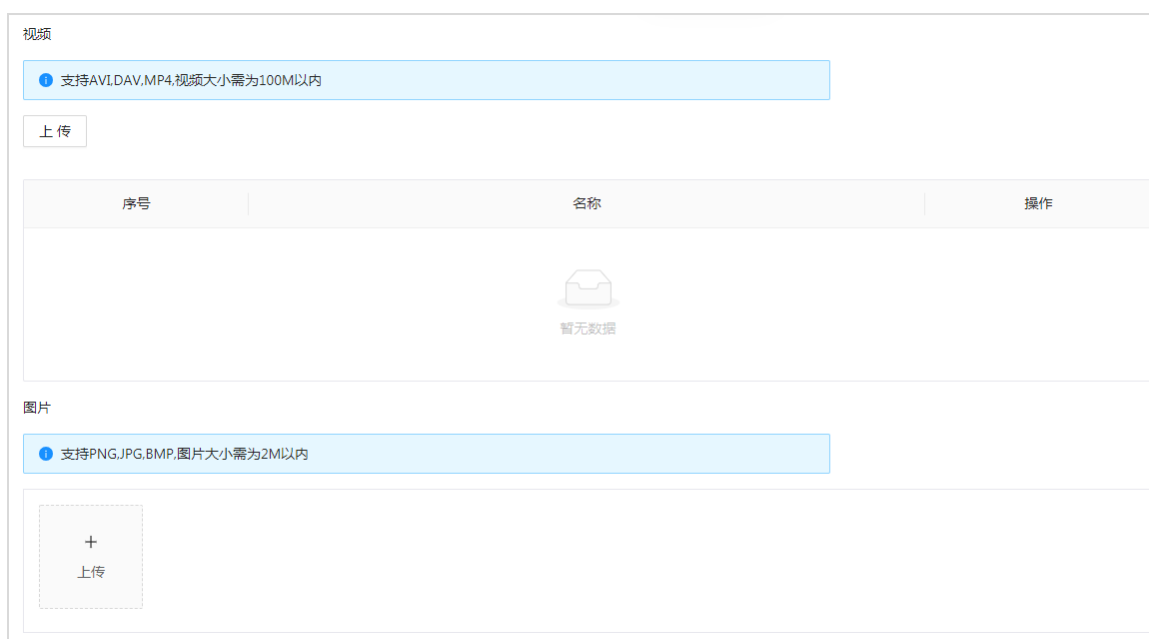 视频
支持AVI,DAV,MP4,视频大小需为100M以内
上 传
序号 名称 操作
暂无数据
图片
支持PNG,JPG,BMP,图片大小需为2M以内
上传